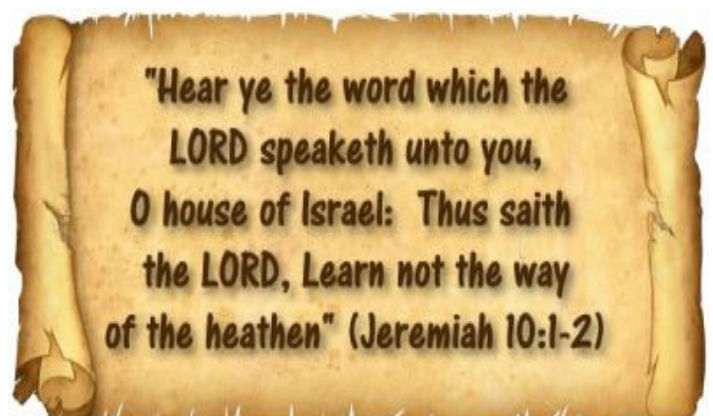 "Hear ye the word which the
LORD speaketh unto you,
O house of Israel:  Thus saith
the LORD, Learn not the way
of the heathen" (Jeremiah 10:1-2)